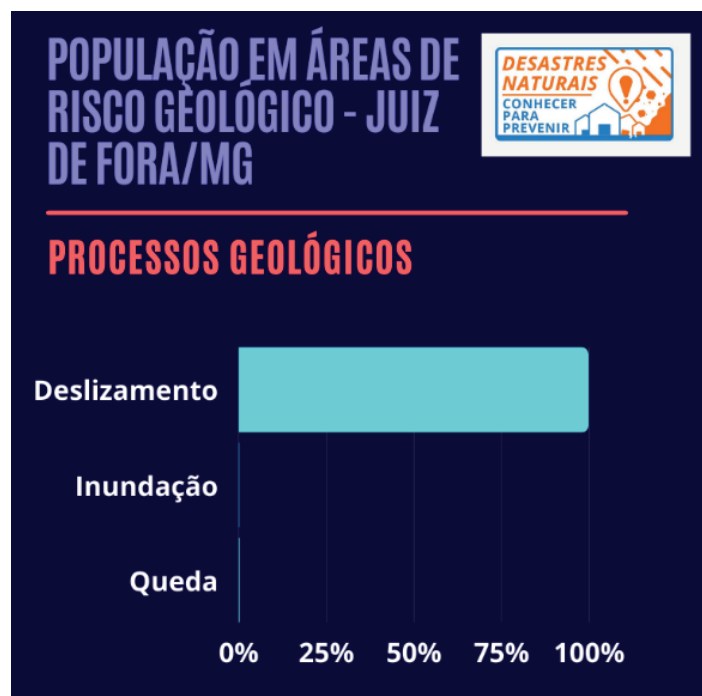 POPULAÇÃO EM ÁREAS DE
RISCO GEOLÓGICO - JUIZ
DE FORA/MG
DESASTRES
NATURAIS
CONHECER
PARA
PREVENIR
PROCESSOS GEOLÓGICOS
Deslizamento
Inundação
Queda
0% 25% 50% 75% 100%